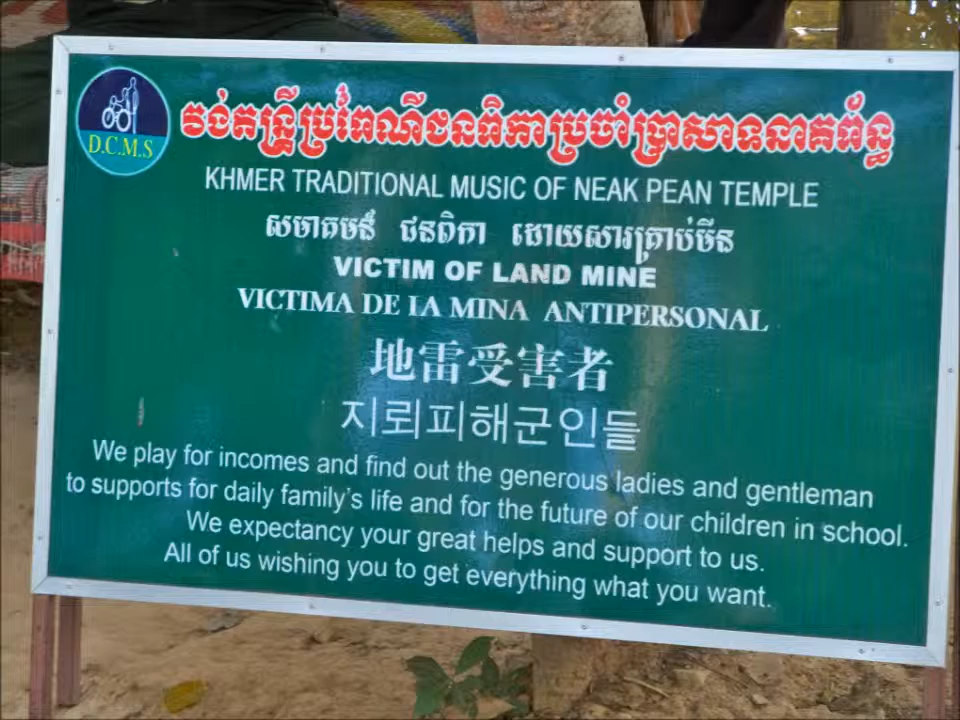 D.C.M.S
វង់តន្ត្រីប្រពៃណីជនពិការប្រចាំប្រាសាទនាគព័ន្ធ
KHMER TRADITIONAL MUSIC OF NEAK PEAN TEMPLE
សមាគមន៍ ជនពិការ ដោយសារគ្រាប់មីន
VICTIM OF LAND MINE
VICTIMA DE LA MINA ANTIPERSONAL
地雷受害者
지뢰피해군인들
We play for incomes and find out the generous ladies and gentleman
to supports for daily family's life and for the future of our children in school.
We expectancy your great helps and support to us.
All of us wishing you to get everything what you want.